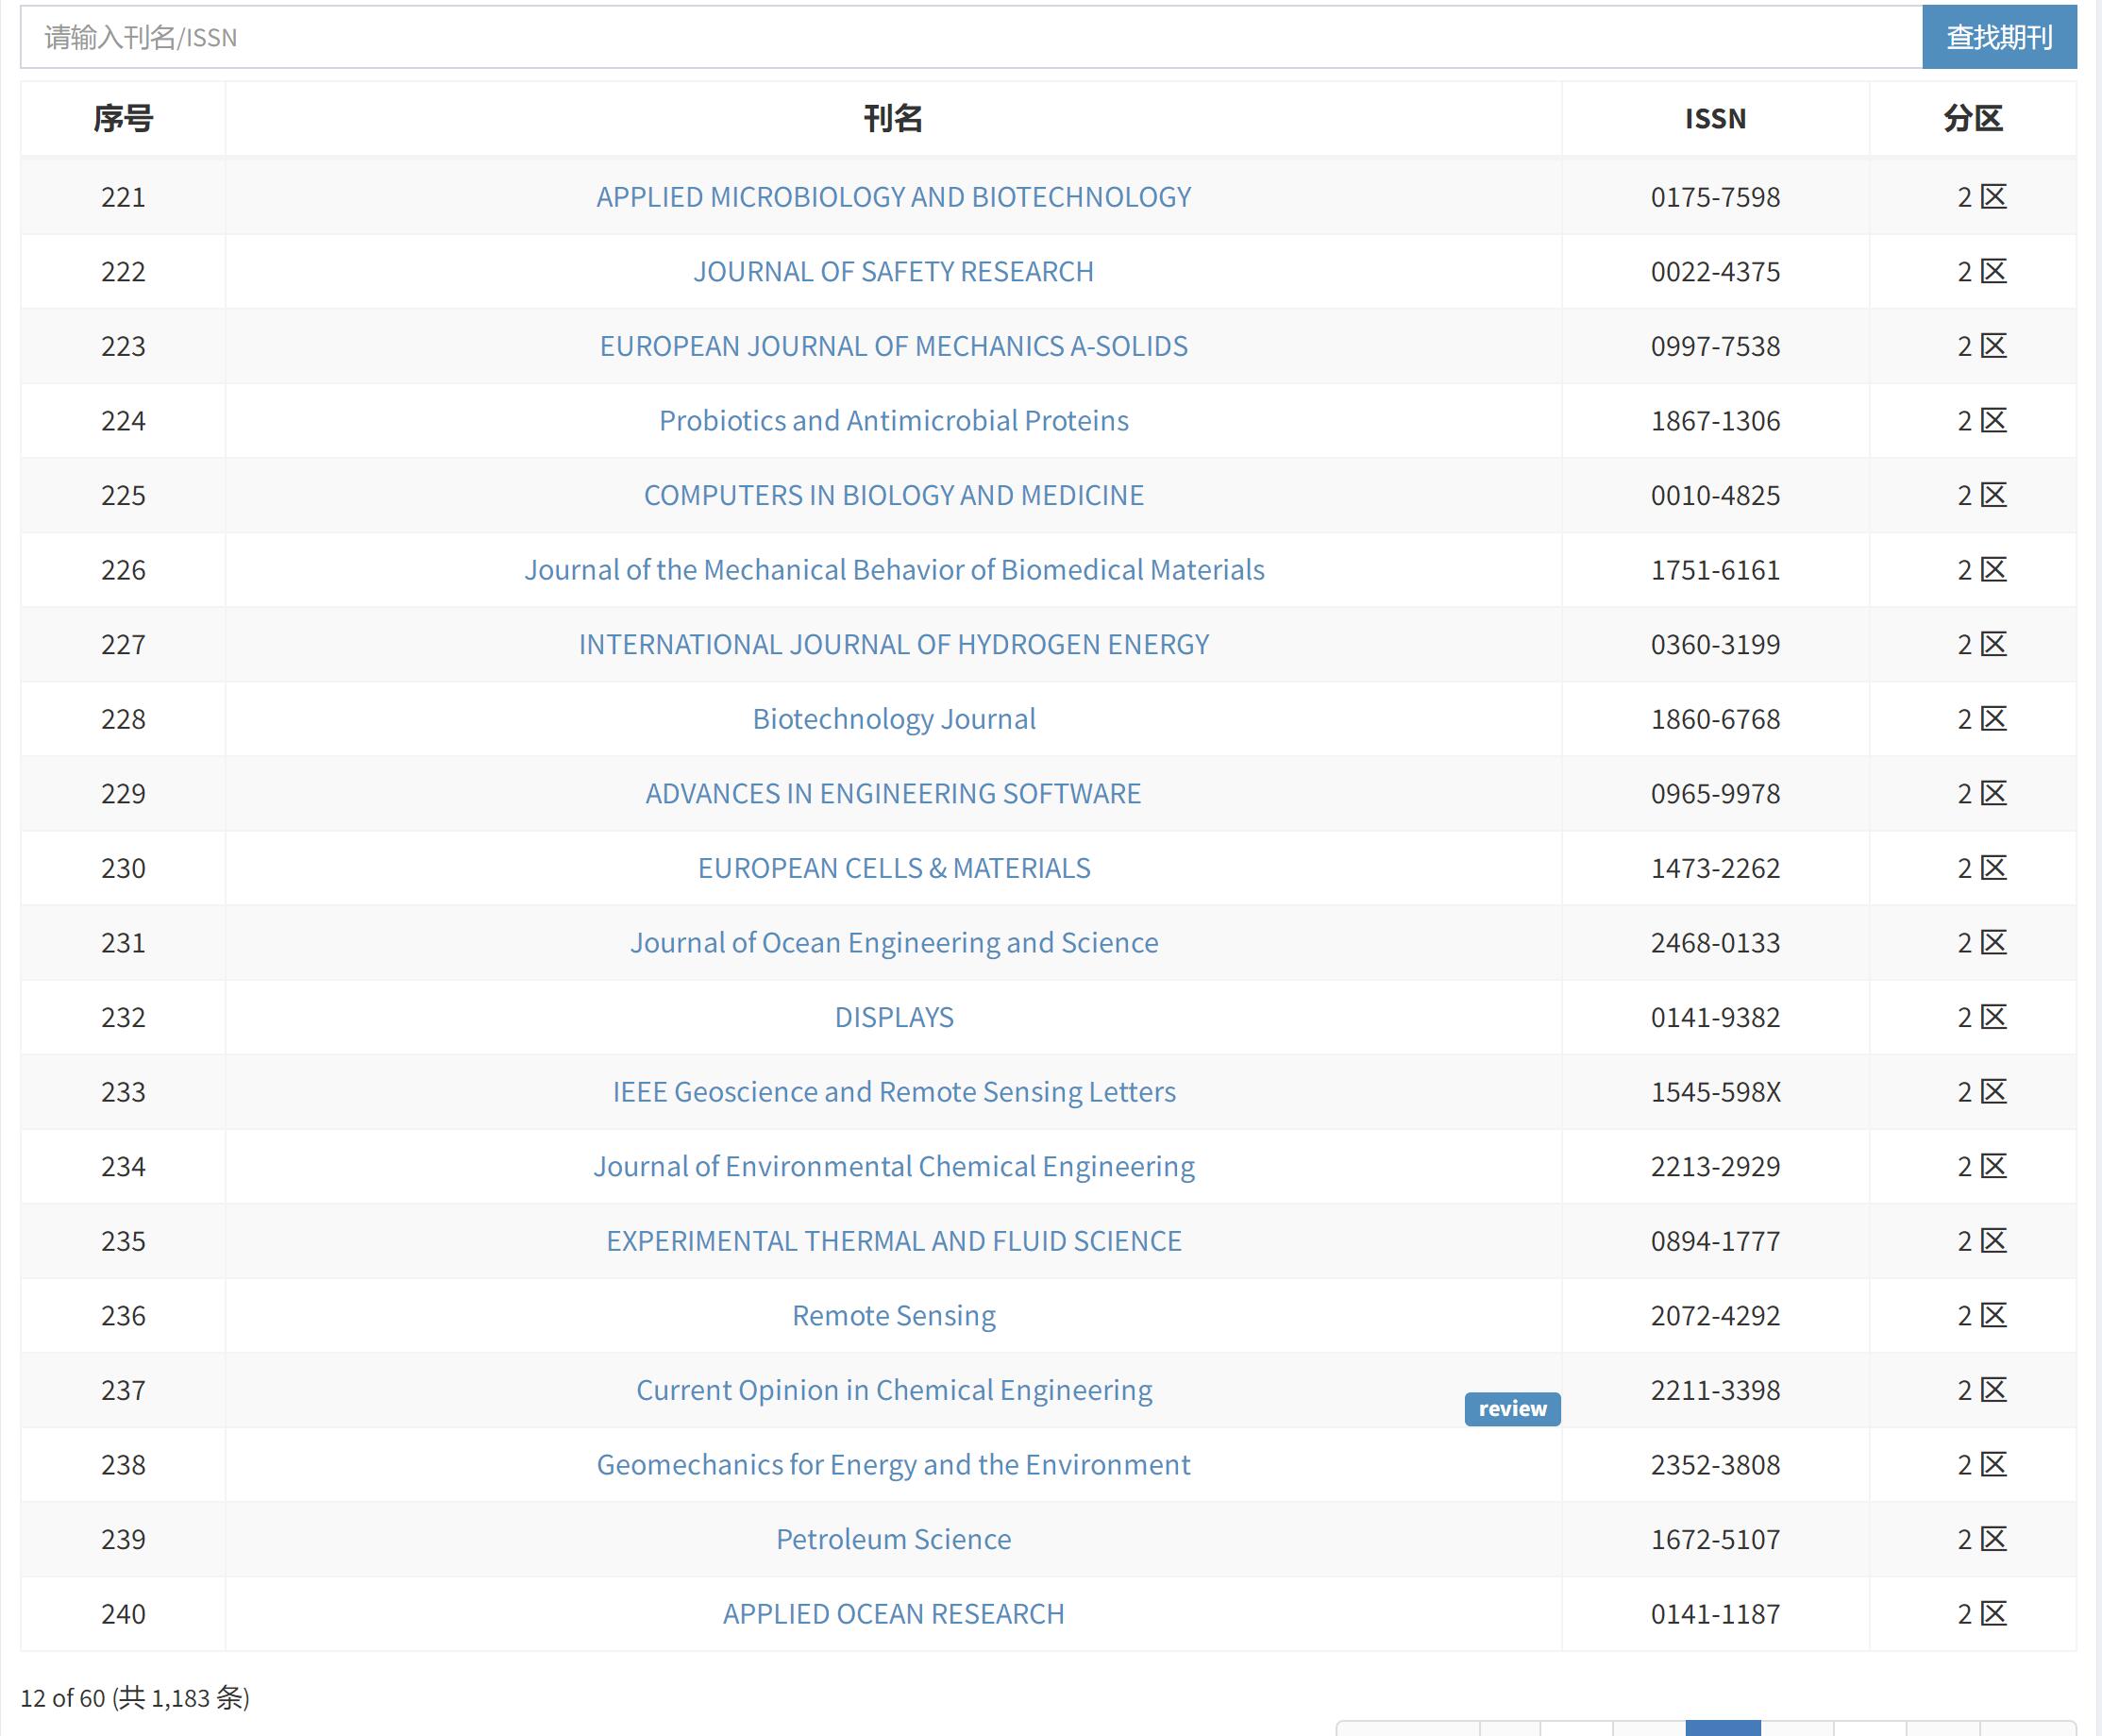 请输入刊名/ISSN 查找期刊
序号 刊名 ISSN 分区
221 APPLIED MICROBIOLOGY AND BIOTECHNOLOGY 0175-7598 2 区
222 JOURNAL OF SAFETY RESEARCH 0022-4375 2 区
223 EUROPEAN JOURNAL OF MECHANICS A-SOLIDS 0997-7538 2 区
224 Probiotics and Antimicrobial Proteins 1867-1306 2 区
225 COMPUTERS IN BIOLOGY AND MEDICINE 0010-4825 2 区
226 Journal of the Mechanical Behavior of Biomedical Materials 1751-6161 2 区
227 INTERNATIONAL JOURNAL OF HYDROGEN ENERGY 0360-3199 2 区
228 Biotechnology Journal 1860-6768 2 区
229 ADVANCES IN ENGINEERING SOFTWARE 0965-9978 2 区
230 EUROPEAN CELLS & MATERIALS 1473-2262 2 区
231 Journal of Ocean Engineering and Science 2468-0133 2 区
232 DISPLAYS 0141-9382 2 区
233 IEEE Geoscience and Remote Sensing Letters 1545-598X 2 区
234 Journal of Environmental Chemical Engineering 2213-2929 2 区
235 EXPERIMENTAL THERMAL AND FLUID SCIENCE 0894-1777 2 区
236 Remote Sensing 2072-4292 2 区
237 Current Opinion in Chemical Engineering review 2211-3398 2 区
238 Geomechanics for Energy and the Environment 2352-3808 2 区
239 Petroleum Science 1672-5107 2 区
240 APPLIED OCEAN RESEARCH 0141-1187 2 区
12 of 60 (共 1,183 条)